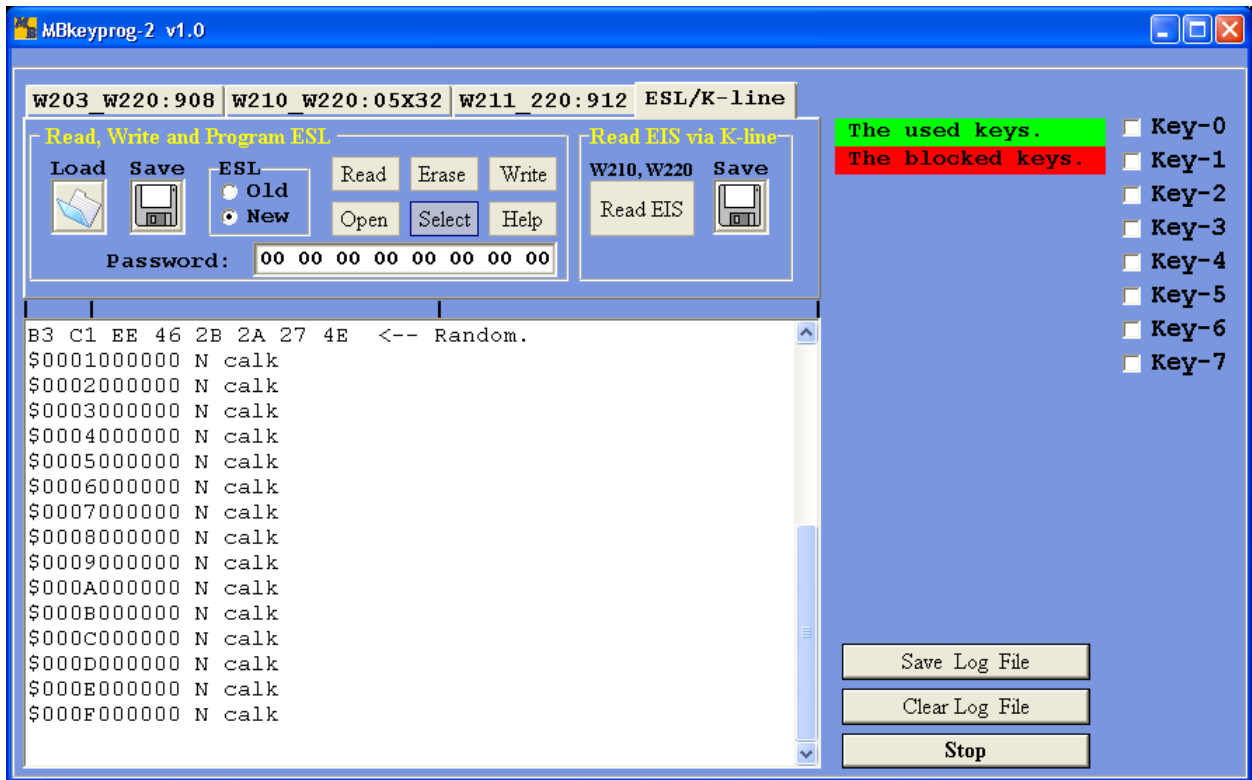 MBkeyprog-2 v1.0
W203_W220:908 W210_W220:05X32 W211_220:912 ESL/K-line
Read, Write and Program ESL
Load Save ESL
Old
New
Read Erase Write
Open Select Help
Password: 00 00 00 00 00 00 00 00
Read EIS via K-line
W210, W220 Save
Read EIS
The used keys.
The blocked keys.
Key-0
Key-1
Key-2
Key-3
Key-4
Key-5
Key-6
Key-7
B3 C1 EE 46 2B 2A 27 4E <-- Random.
$0001000000 N calk
$0002000000 N calk
$0003000000 N calk
$0004000000 N calk
$0005000000 N calk
$0006000000 N calk
$0007000000 N calk
$0008000000 N calk
$0009000000 N calk
$000A000000 N calk
$000B000000 N calk
$000C000000 N calk
$000D000000 N calk
$000E000000 N calk
$000F000000 N calk
Save Log File
Clear Log File
Stop